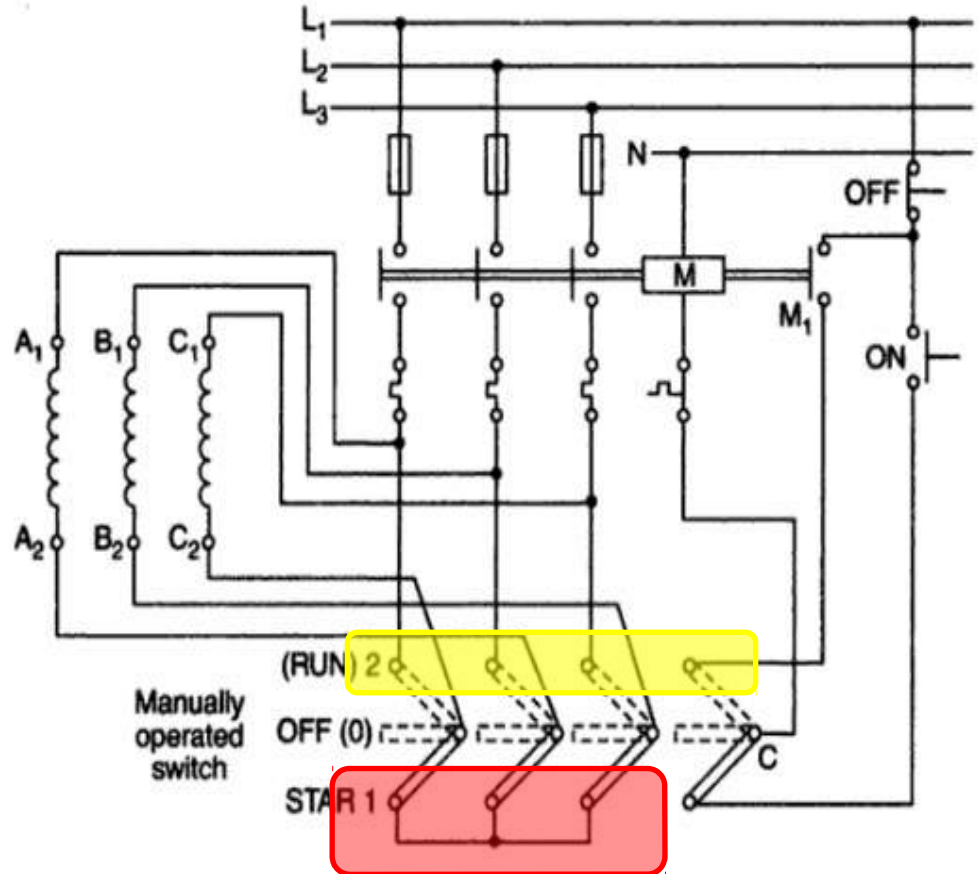 L₁
L₂
L₃
N
OFF
M
M₁
ON
A₁ B₁ C₁
A₂ B₂ C₂
(RUN) 2
Manually
operated
switch
OFF (0)
C
STAR 1